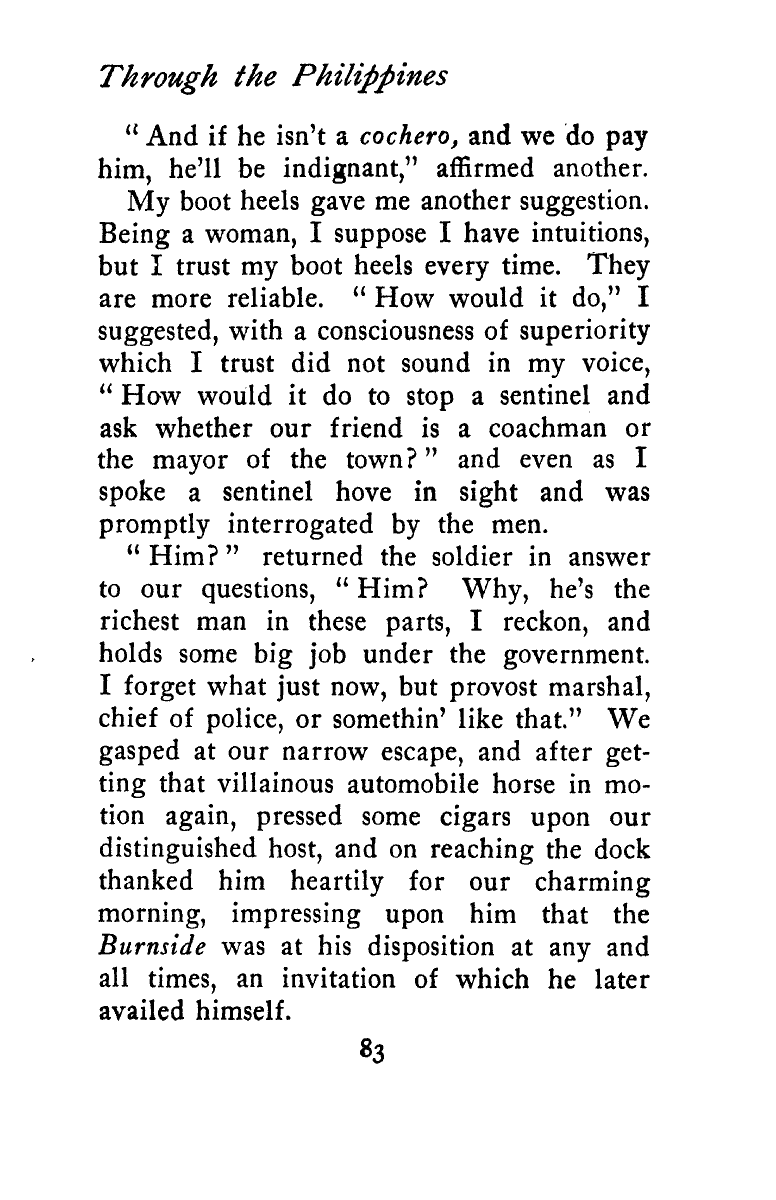 Through the Philippines
“ And if he isn't a cochero, and we do pay
him, he'll be indignant,” affirmed another.
My boot heels gave me another suggestion.
Being a woman, I suppose I have intuitions,
but I trust my boot heels every time. They
are more reliable. “ How would it do,” I
suggested, with a consciousness of superiority
which I trust did not sound in my voice,
“ How would it do to stop a sentinel and
ask whether our friend is a coachman or
the mayor of the town? ” and even as I
spoke a sentinel hove in sight and was
promptly interrogated by the men.
“ Him? ” returned the soldier in answer
to our questions, “ Him? Why, he's the
richest man in these parts, I reckon, and
holds some big job under the government.
I forget what just now, but provost marshal,
chief of police, or somethin' like that.” We
gasped at our narrow escape, and after get-
ting that villainous automobile horse in mo-
tion again, pressed some cigars upon our
distinguished host, and on reaching the dock
thanked him heartily for our charming
morning, impressing upon him that the
Burnside was at his disposition at any and
all times, an invitation of which he later
availed himself.
83